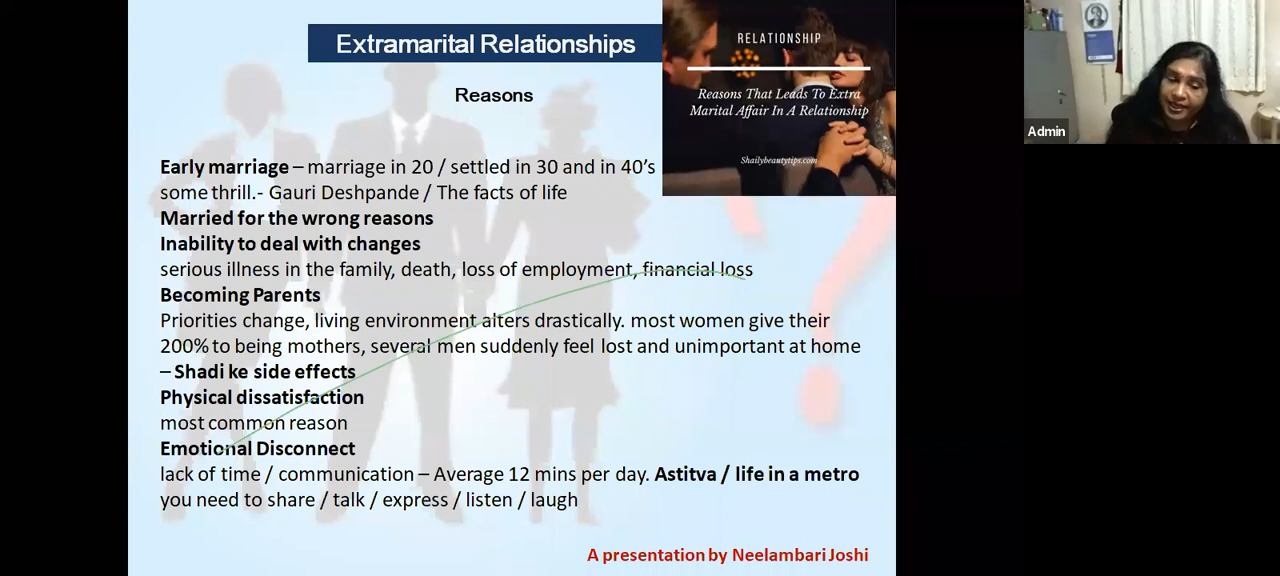 Extramarital Relationships
Reasons
RELATIONSHIP
Reasons That Leads To Extra
Marital Affair In A Relationship
Shailybeautytips.com
Early marriage – marriage in 20 / settled in 30 and in 40’s
some thrill.- Gauri Deshpande / The facts of life
Married for the wrong reasons
Inability to deal with changes
serious illness in the family, death, loss of employment, financial loss
Becoming Parents
Priorities change, living environment alters drastically. most women give their
200% to being mothers, several men suddenly feel lost and unimportant at home
– Shadi ke side effects
Physical dissatisfaction
most common reason
Emotional Disconnect
lack of time / communication – Average 12 mins per day. Astitva / life in a metro
you need to share / talk / express / listen / laugh
A presentation by Neelambari Joshi
Admin